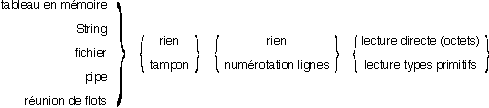 tableau en mémoire
String
fichier
pipe
réunion de flots
rien
tampon
rien
numérotation lignes
lecture directe (octets)
lecture types primitifs